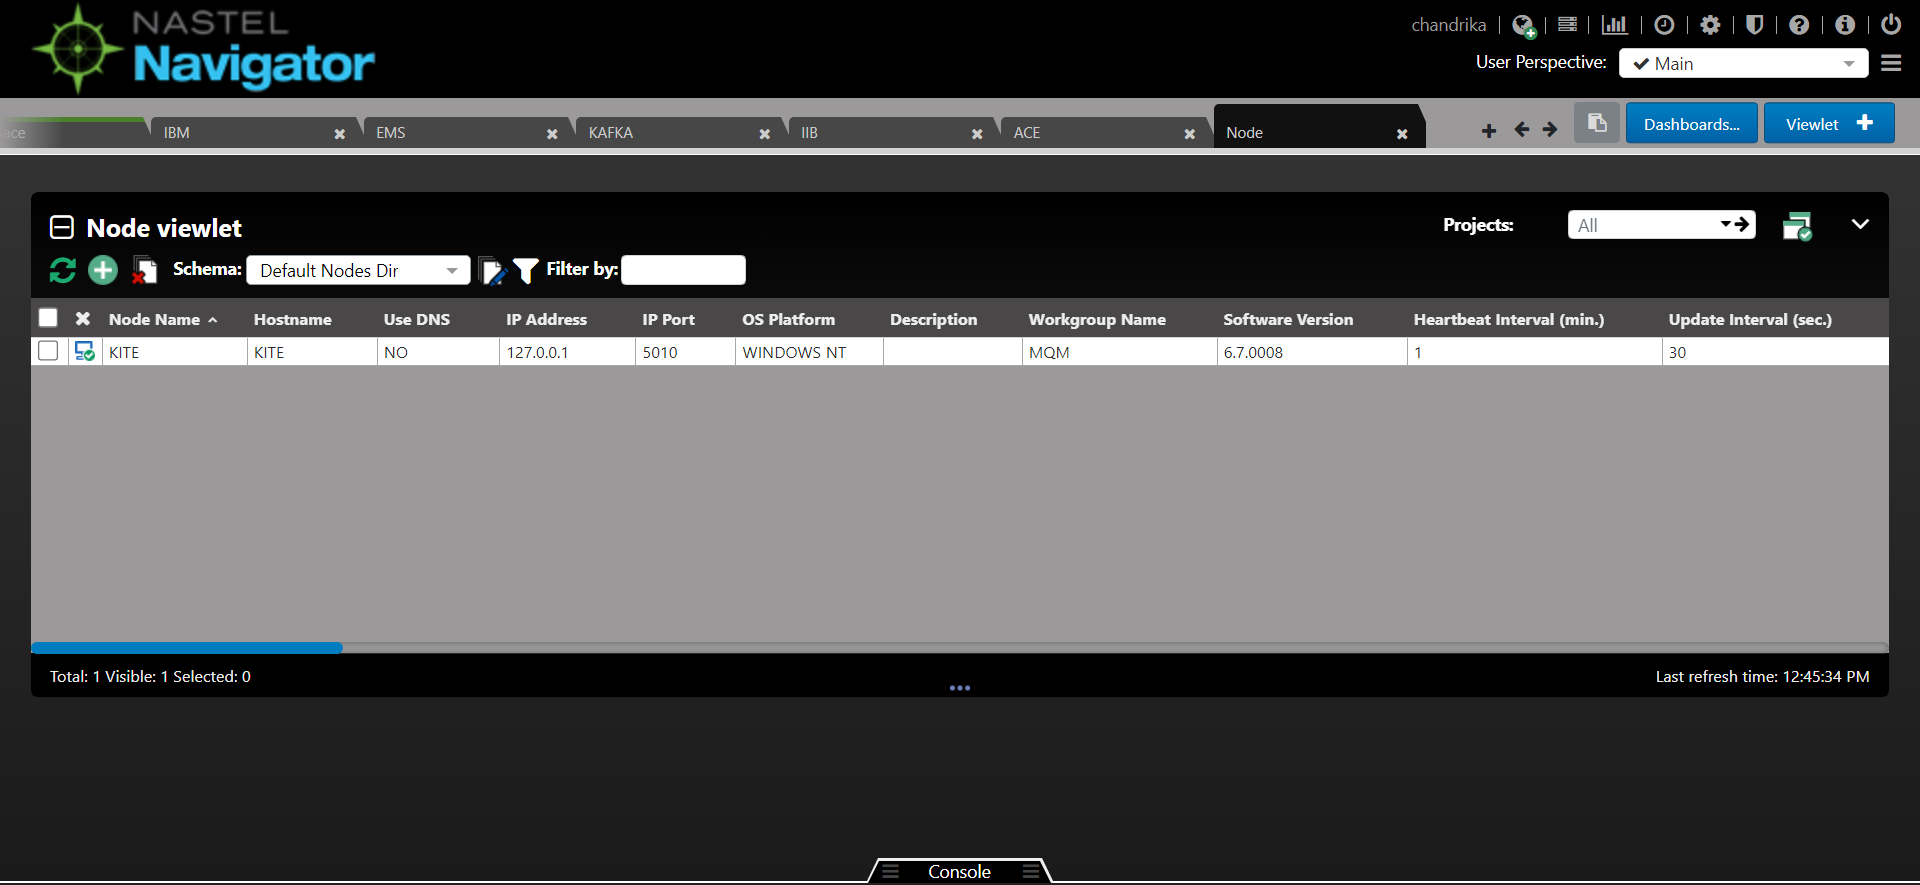 NASTEL
Navigator
chandrika
User Perspective: Main
ace IBM EMS KAFKA IIB ACE Node Dashboards... Viewlet
Node viewlet Projects: All
Schema: Default Nodes Dir Filter by:
Node Name Hostname Use DNS IP Address IP Port OS Platform Description Workgroup Name Software Version Heartbeat Interval (min.) Update Interval (sec.)
KITE KITE NO 127.0.0.1 5010 WINDOWS NT MQM 6.7.0008 1 30
Total: 1 Visible: 1 Selected: 0 Last refresh time: 12:45:34 PM
Console